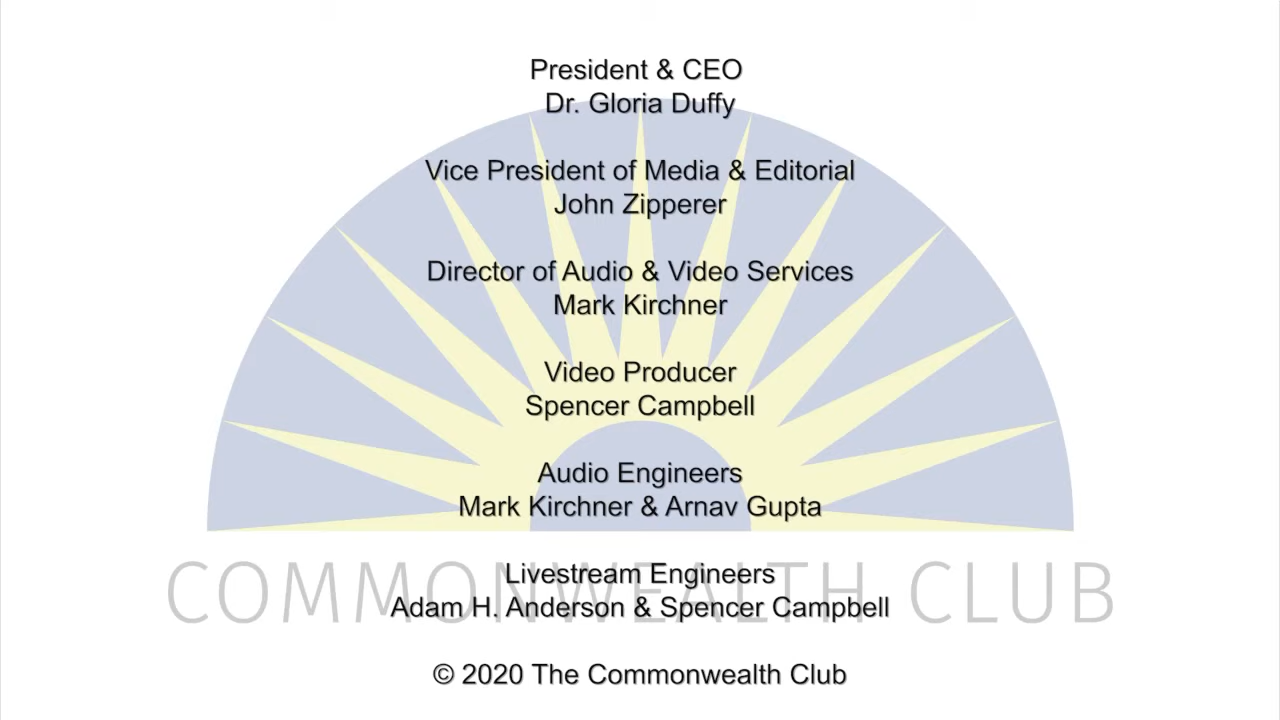 President & CEO
Dr. Gloria Duffy
Vice President of Media & Editorial
John Zipperer
Director of Audio & Video Services
Mark Kirchner
Video Producer
Spencer Campbell
Audio Engineers
Mark Kirchner & Arnav Gupta
Livestream Engineers
COMMONWEALTH CLUB
Adam H. Anderson & Spencer Campbell
© 2020 The Commonwealth Club